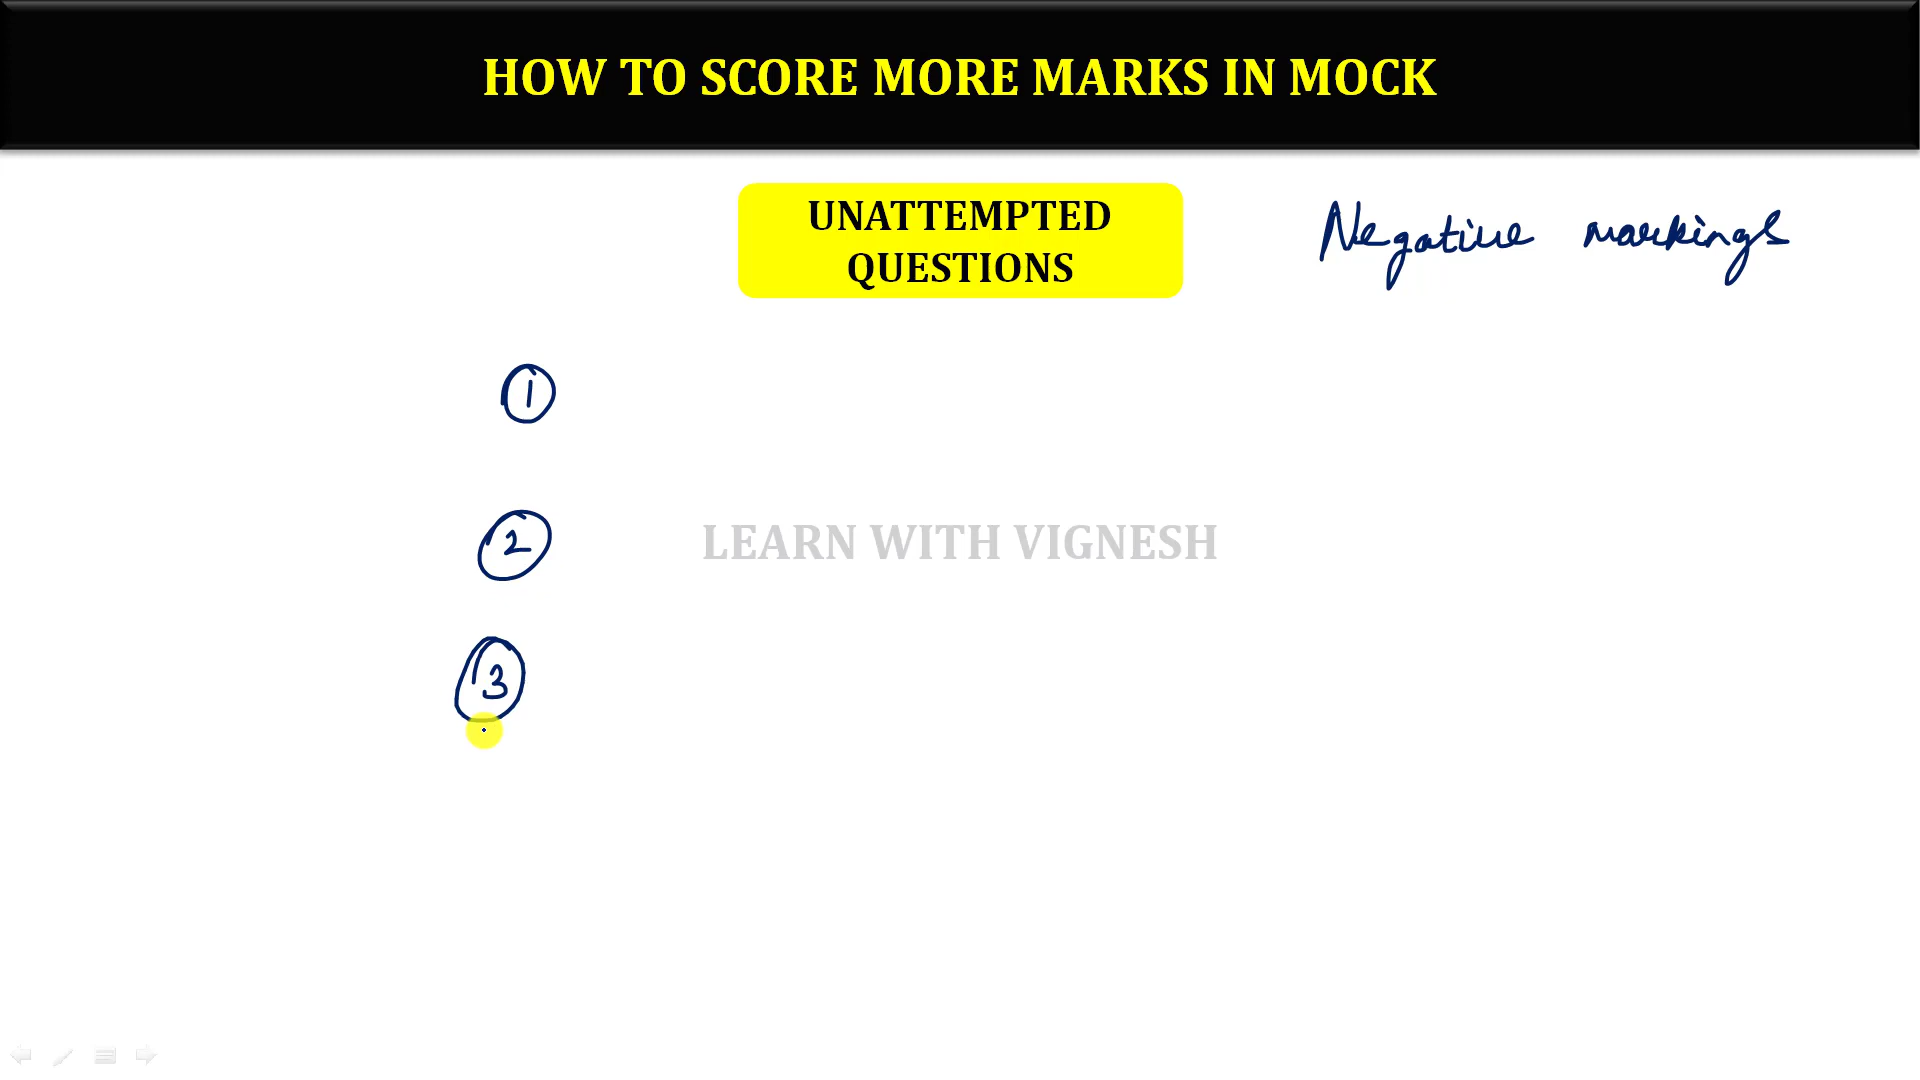 HOW TO SCORE MORE MARKS IN MOCK
UNATTEMPTED
QUESTIONS
Negative markings
1
2
LEARN WITH VIGNESH
3